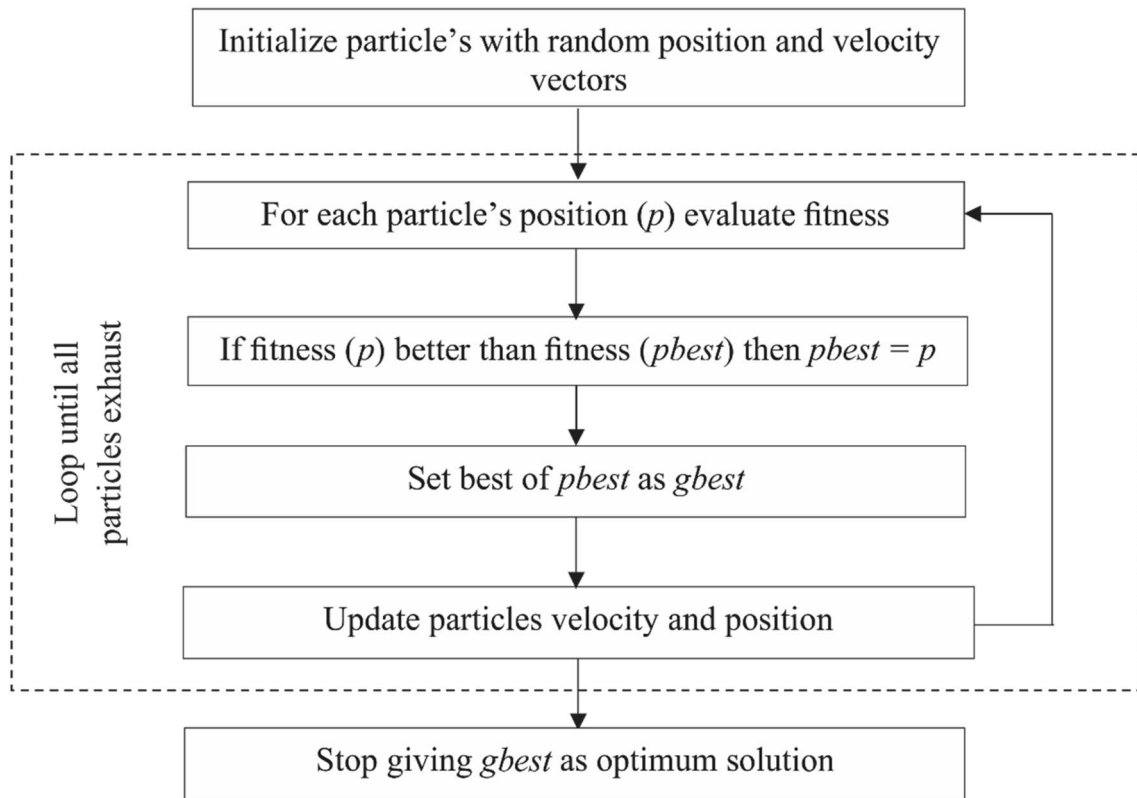 Initialize particle’s with random position and velocity
vectors
For each particle’s position (p) evaluate fitness
If fitness (p) better than fitness (pbest) then pbest = p
Set best of pbest as gbest
Update particles velocity and position
Loop until all
particles exhaust
Stop giving gbest as optimum solution